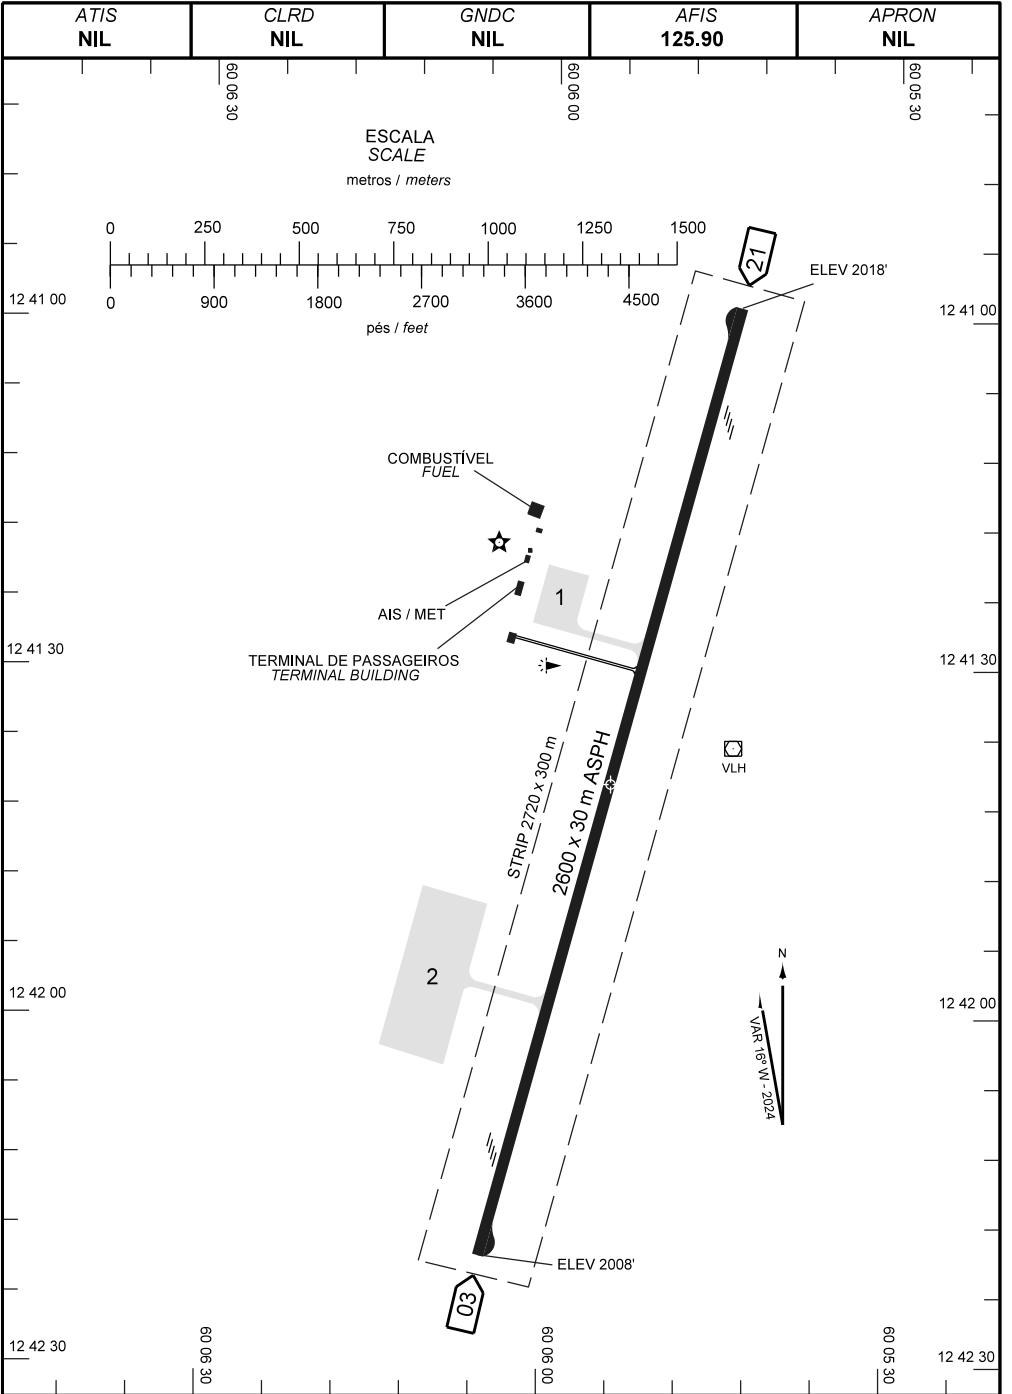 ATIS
NIL
CLRD
NIL
GNDC
NIL
AFIS
125.90
APRON
NIL
60 06 30
60 06 00
60 05 30
ESCALA
SCALE
metros / meters
0 250 500 750 1000 1250 1500
0 900 1800 2700 3600 4500
pés / feet
21
ELEV 2018'
12 41 00
12 41 00
COMBUSTÍVEL
FUEL
1
AIS / MET
TERMINAL DE PASSAGEIROS
TERMINAL BUILDING
12 41 30
12 41 30
VLH
STRIP 2720 x 300 m
2600 x 30 m ASPH
2
N
VAR 16º W - 2024
12 42 00
12 42 00
ELEV 2008'
03
12 42 30
12 42 30
60 06 30
60 06 00
60 05 30